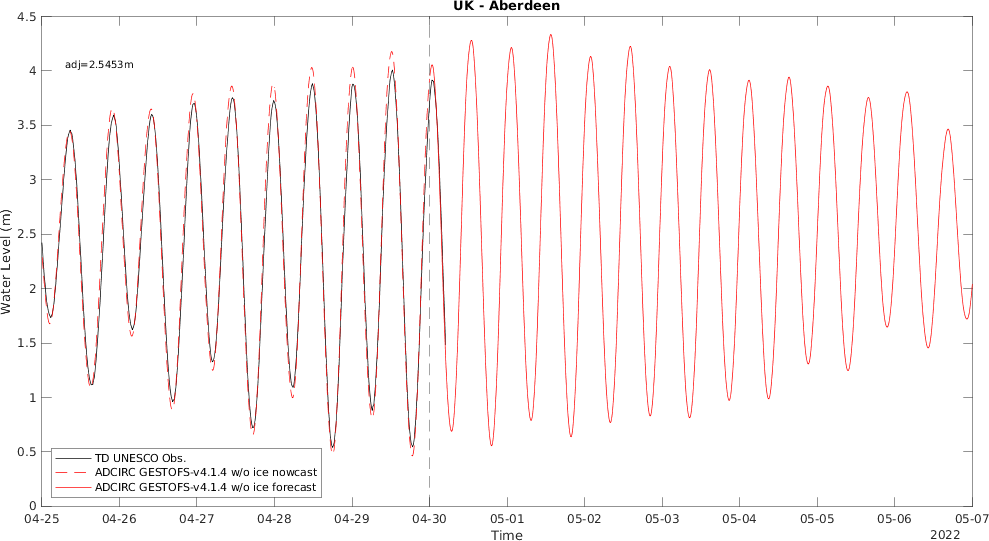 UK - Aberdeen
adj=2.5453m
Water Level (m)
4.5
4
3.5
3
2.5
2
1.5
1
0.5
0
TD UNESCO Obs.
ADCIRC GESTOFS-v4.1.4 w/o ice nowcast
ADCIRC GESTOFS-v4.1.4 w/o ice forecast
04-25 04-26 04-27 04-28 04-29 04-30 05-01 05-02 05-03 05-04 05-05 05-06 05-07
Time
2022